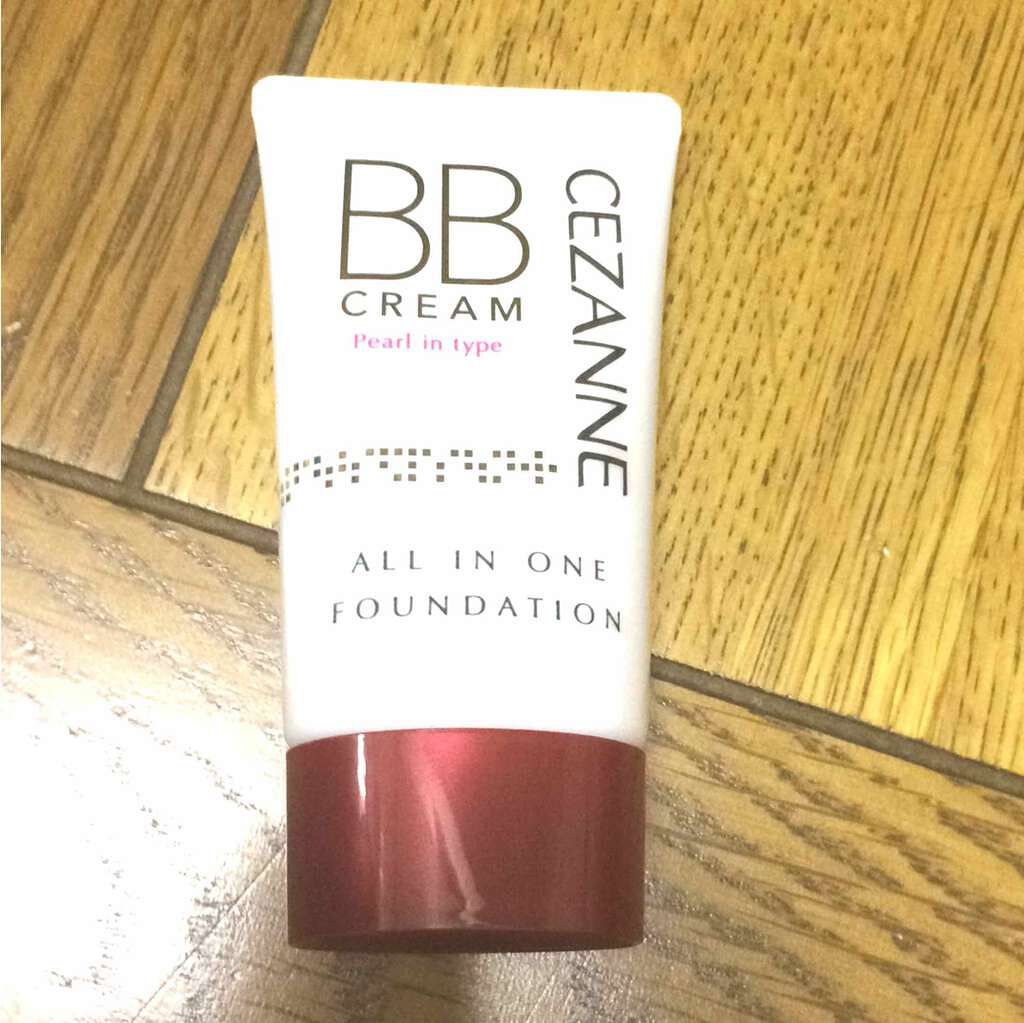 BB
CREAM
Pearl in type
CEZANNE
ALL IN ONE
FOUNDATION